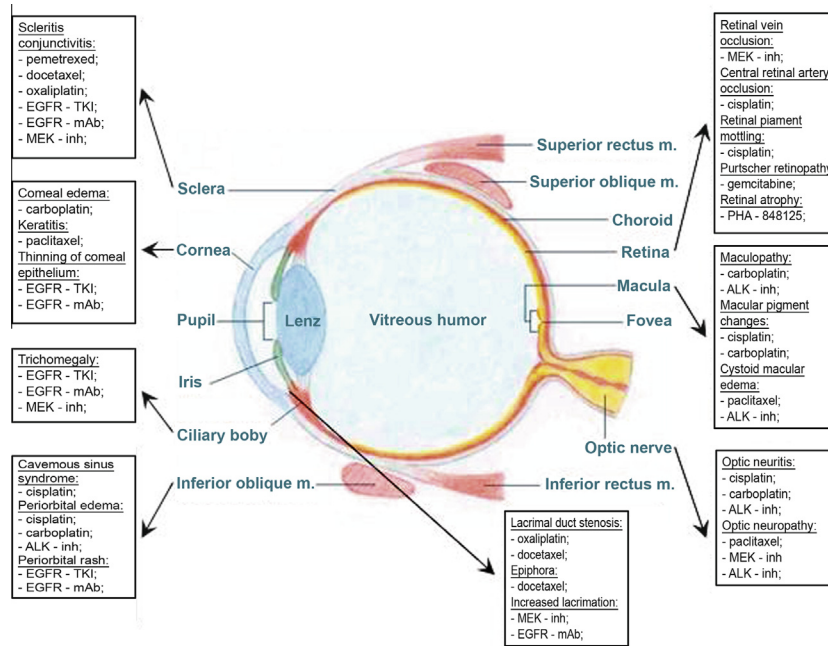 Scleritis
conjunctivitis:
- pemetrexed;
- docetaxel;
- oxaliplatin;
- EGFR - TKI;
- EGFR - mAb;
- MEK - inh;
Comeal edema:
- carboplatin;
Keratitis:
- paclitaxel;
Thinning of comeal
epithelium:
- EGFR - TKI;
- EGFR - mAb;
Trichomegaly:
- EGFR - TKI;
- EGFR - mAb;
- MEK - inh;
Cavemous sinus
syndrome:
- cisplatin;
Periorbital edema:
- cisplatin;
- carboplatin;
- ALK - inh;
Periorbital rash:
- EGFR - TKI;
- EGFR - mAb;
Sclera
Cornea
Pupil
Iris
Ciliary boby
Inferior oblique m.
Lenz
Vitreous humor
Superior rectus m.
Superior oblique m.
Choroid
Retina
Macula
Fovea
Optic nerve
Inferior rectus m.
Lacrimal duct stenosis:
- oxaliplatin;
- docetaxel;
Epiphora:
- docetaxel;
Increased lacrimation:
- MEK - inh;
- EGFR - mAb;
Retinal vein
occlusion:
- MEK - inh;
Central retinal artery
occlusion:
- cisplatin;
Retinal piament
mottling:
- cisplatin;
Purtscher retinopathy
- gemcitabine;
Retinal atrophy:
- PHA - 848125;
Maculopathy:
- carboplatin;
- ALK - inh;
Macular pigment
changes:
- cisplatin;
- carboplatin;
Cystoid macular
edema:
- paclitaxel;
- ALK - inh;
Optic neuritis:
- cisplatin;
- carboplatin;
- ALK - inh;
Optic neuropathy:
- paclitaxel;
- MEK - inh
- ALK - inh;